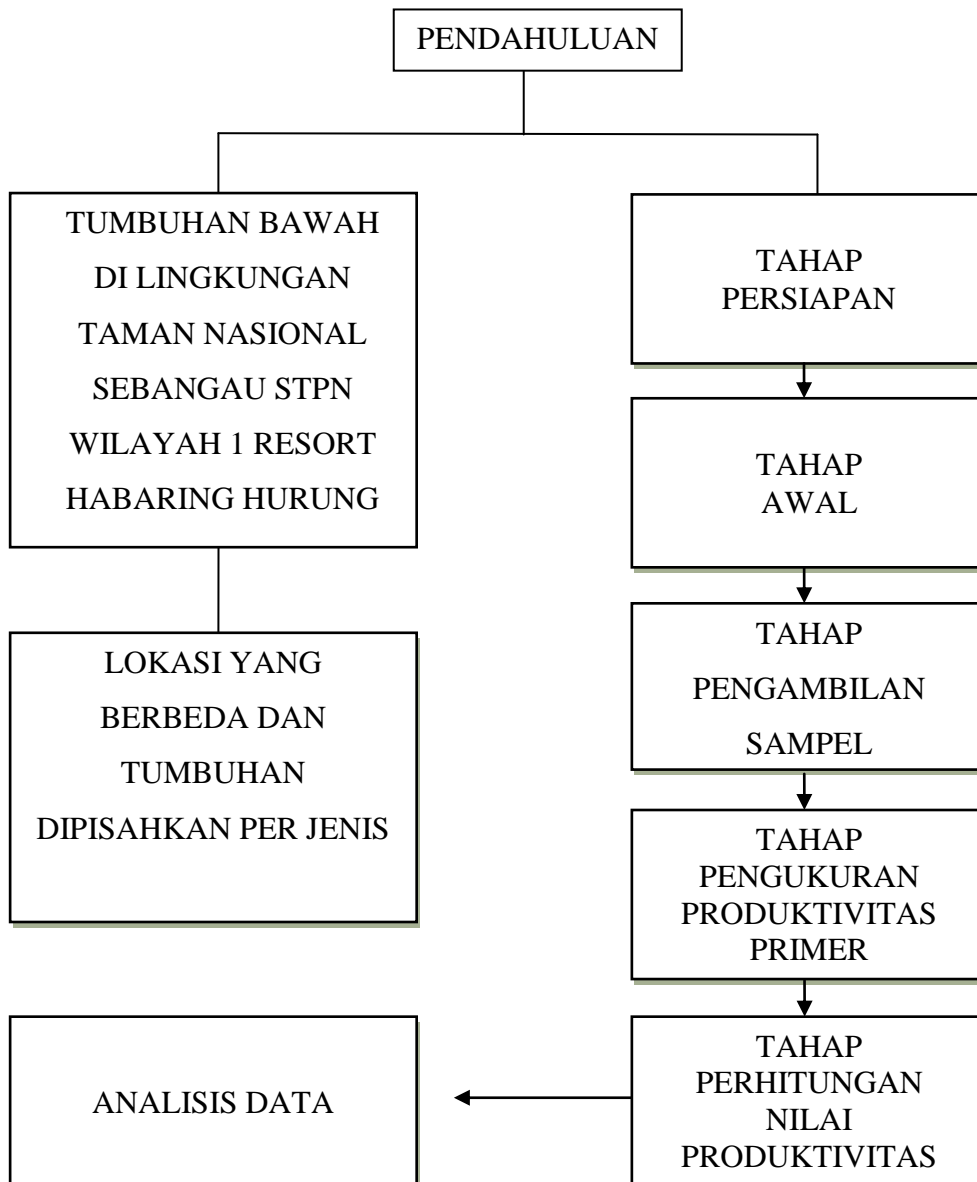 PENDAHULUAN
TUMBUHAN BAWAH
DI LINGKUNGAN
TAMAN NASIONAL
SEBANGAU STPN
WILAYAH 1 RESORT
HABARING HURUNG
LOKASI YANG
BERBEDA DAN
TUMBUHAN
DIPISAHKAN PER JENIS
TAHAP
PERSIAPAN
TAHAP
AWAL
TAHAP
PENGAMBILAN
SAMPEL
TAHAP
PENGUKURAN
PRODUKTIVITAS
PRIMER
TAHAP
PERHITUNGAN
NILAI
PRODUKTIVITAS
ANALISIS DATA